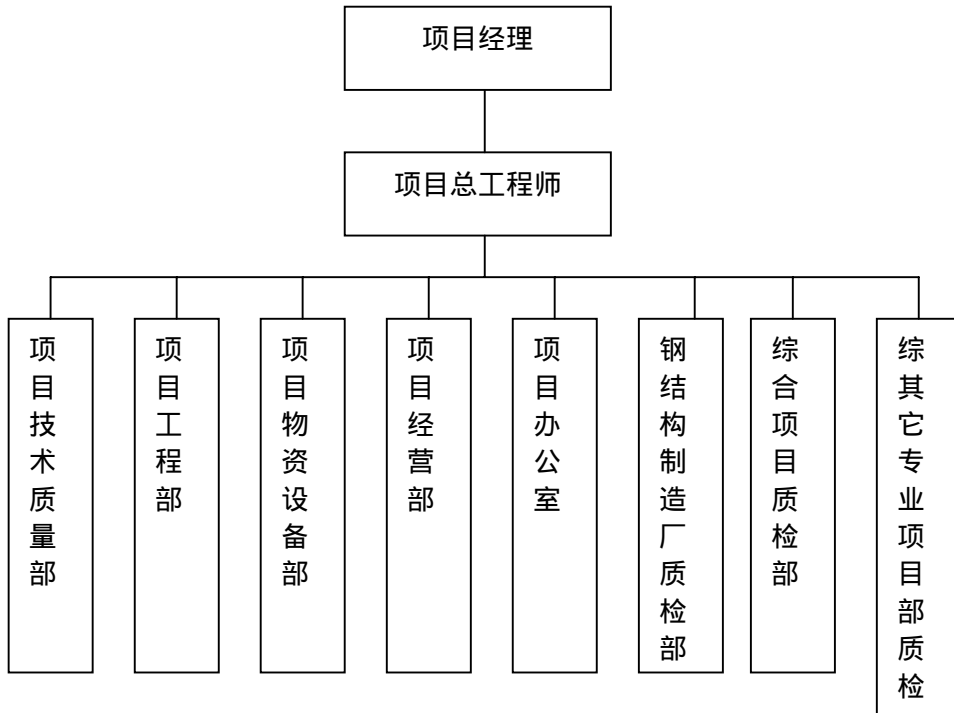 项目经理
项目总工程师
项目技术质量部
项目工程部
项目物资设备部
项目经营部
项目办公室
钢结构制造厂质检部
综合项目质检部
综其它专业项目部质检